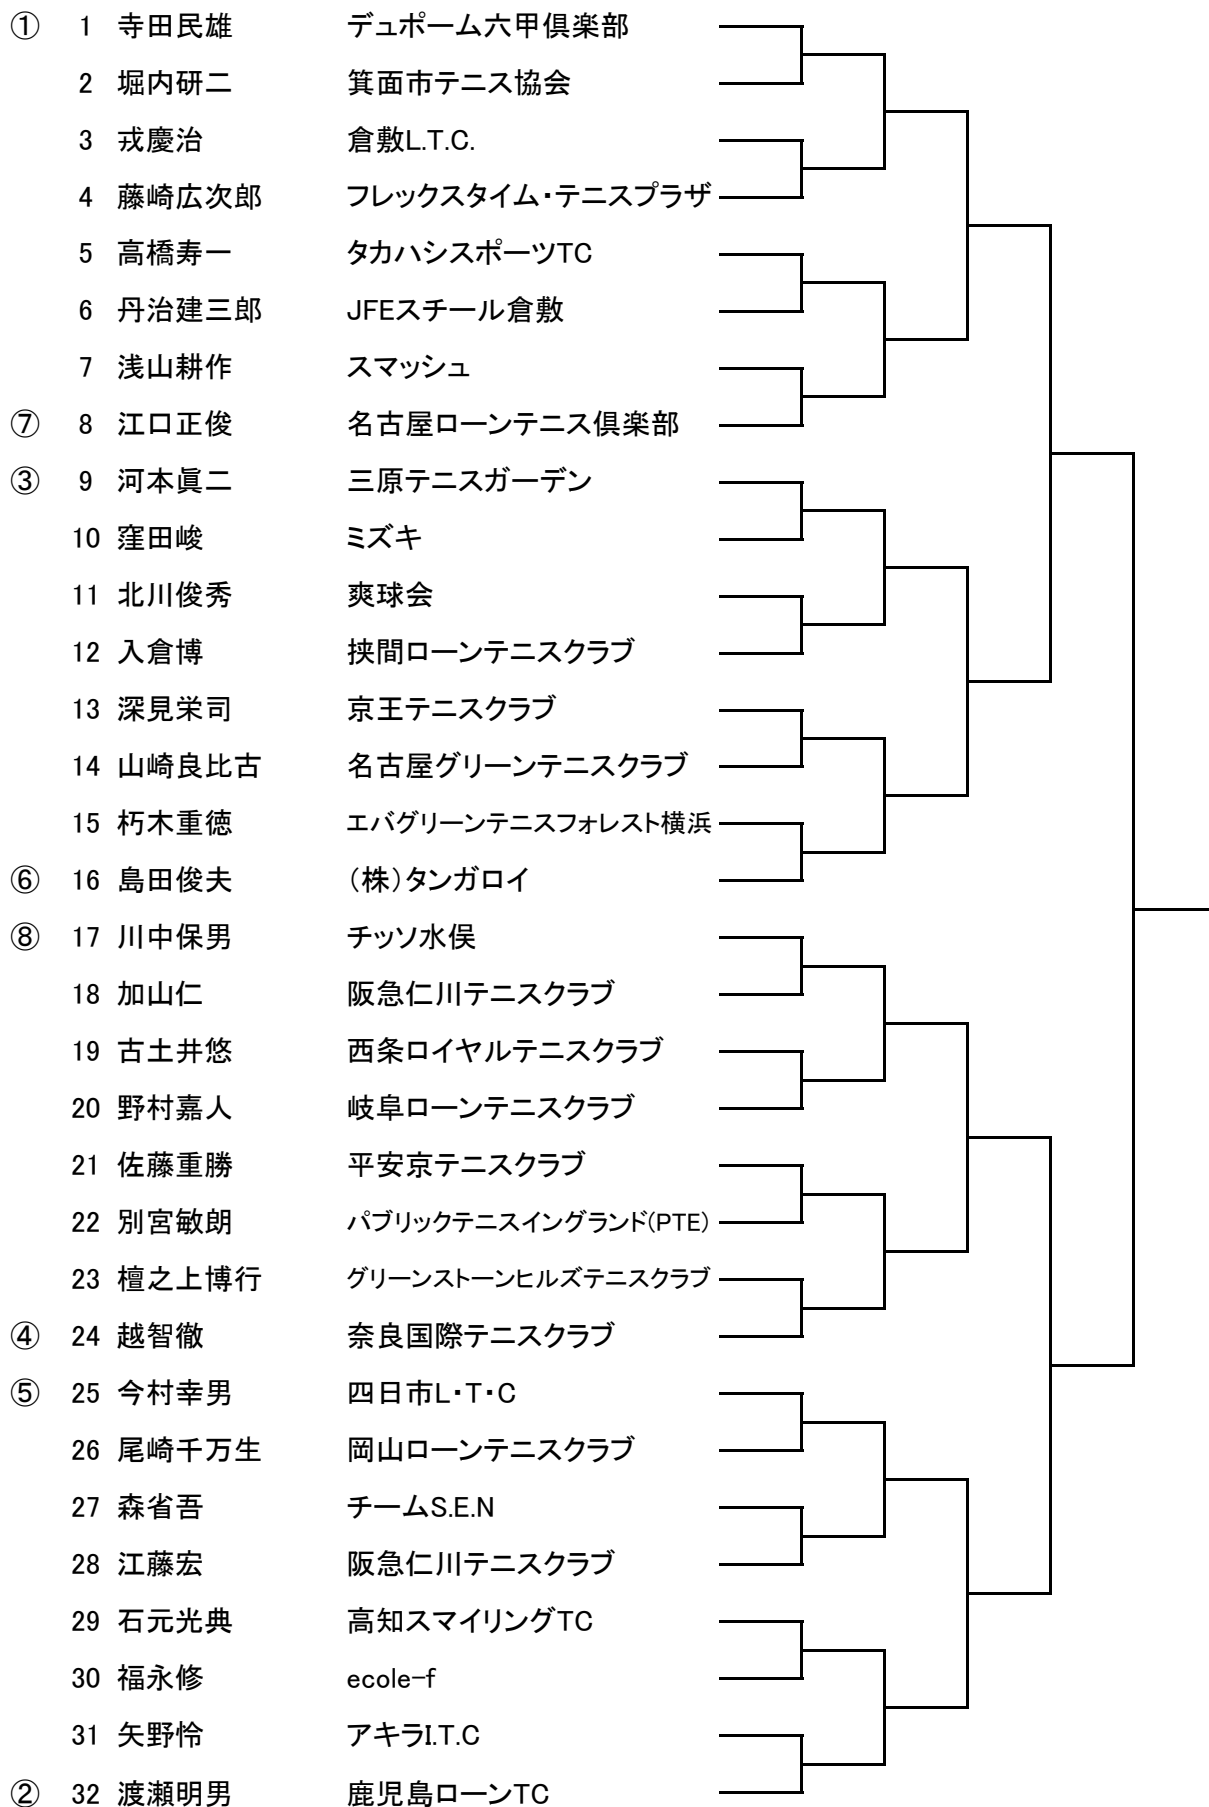 ① 1 寺田民雄 デュポーム六甲倶楽部
2 堀内研二 箕面市テニス協会
3 戎慶治 倉敷L.T.C.
4 藤崎広次郎 フレックスタイム・テニスプラザ
5 高橋寿一 タカハシスポーツTC
6 丹治建三郎 JFEスチール倉敷
7 浅山耕作 スマッシュ
⑦ 8 江口正俊 名古屋ローンテニス倶楽部
③ 9 河本眞二 三原テニスガーデン
10 窪田峻 ミズキ
11 北川俊秀 爽球会
12 入倉博 挟間ローンテニスクラブ
13 深見栄司 京王テニスクラブ
14 山崎良比古 名古屋グリーンテニスクラブ
15 朽木重徳 エバグリーンテニスフォレスト横浜
⑥ 16 島田俊夫 (株)タンガロイ
⑧ 17 川中保男 チッソ水俣
18 加山仁 阪急仁川テニスクラブ
19 古土井悠 西条ロイヤルテニスクラブ
20 野村嘉人 岐阜ローンテニスクラブ
21 佐藤重勝 平安京テニスクラブ
22 別宮敏朗 パブリックテニスイングランド(PTE)
23 檀之上博行 グリーンストーンヒルズテニスクラブ
④ 24 越智徹 奈良国際テニスクラブ
⑤ 25 今村幸男 四日市L・T・C
26 尾崎千万生 岡山ローンテニスクラブ
27 森省吾 チームS.E.N
28 江藤宏 阪急仁川テニスクラブ
29 石元光典 高知スマイリングTC
30 福永修 ecole-f
31 矢野怜 アキラI.T.C
② 32 渡瀬明男 鹿児島ローンTC